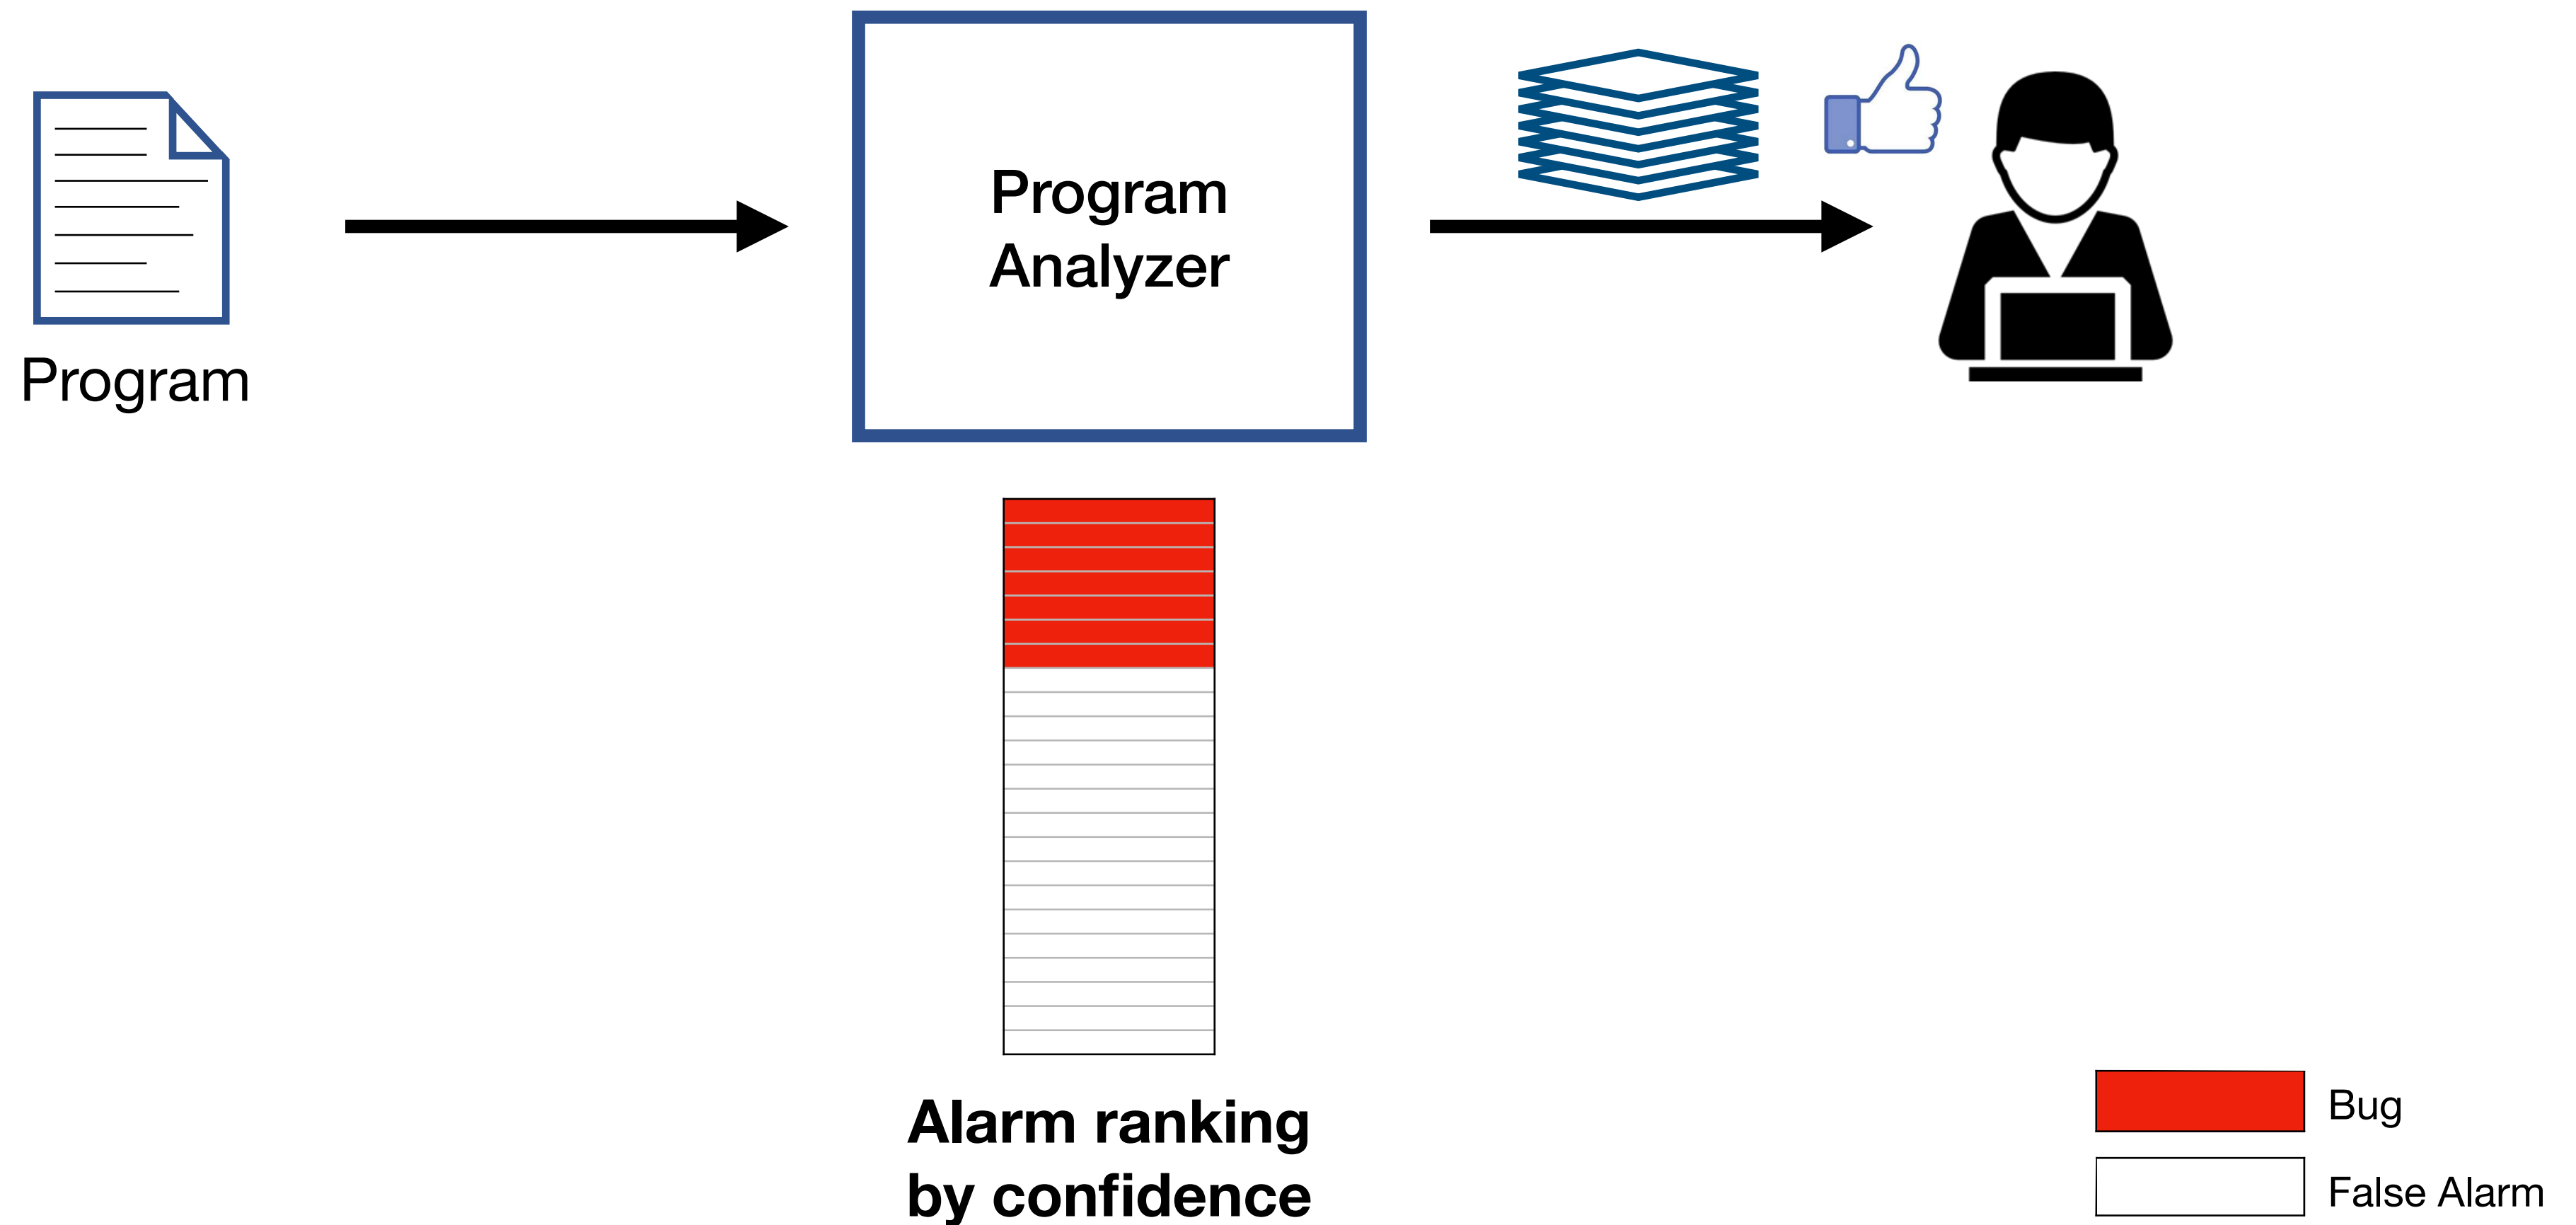 Program
Program
Analyzer
Alarm ranking
by confidence
Bug
False Alarm